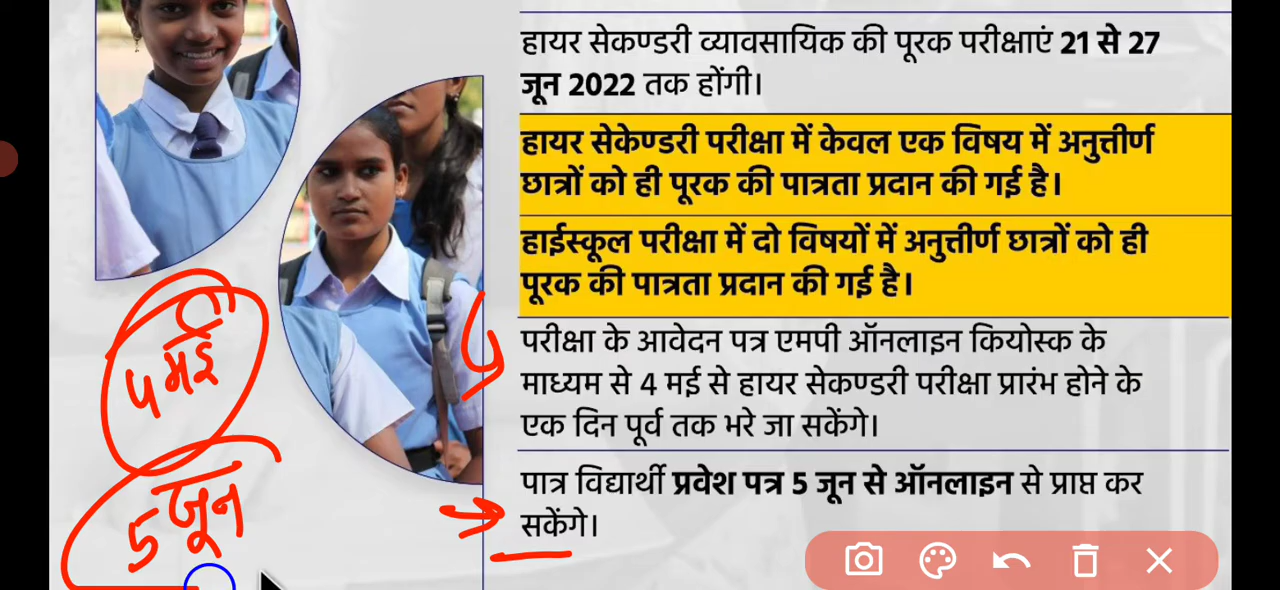 हायर सेकण्डरी व्यावसायिक की पूरक परीक्षाएं 21 से 27
जून 2022 तक होंगी।
हायर सेकेण्डरी परीक्षा में केवल एक विषय में अनुत्तीर्ण
छात्रों को ही पूरक की पात्रता प्रदान की गई है।
हाईस्कूल परीक्षा में दो विषयों में अनुत्तीर्ण छात्रों को ही
पूरक की पात्रता प्रदान की गई है।
परीक्षा के आवेदन पत्र एमपी ऑनलाइन कियोस्क के
माध्यम से 4 मई से हायर सेकण्डरी परीक्षा प्रारंभ होने के
एक दिन पूर्व तक भरे जा सकेंगे।
पात्र विद्यार्थी प्रवेश पत्र 5 जून से ऑनलाइन से प्राप्त कर
सकेंगे।
4 मई
5 जून